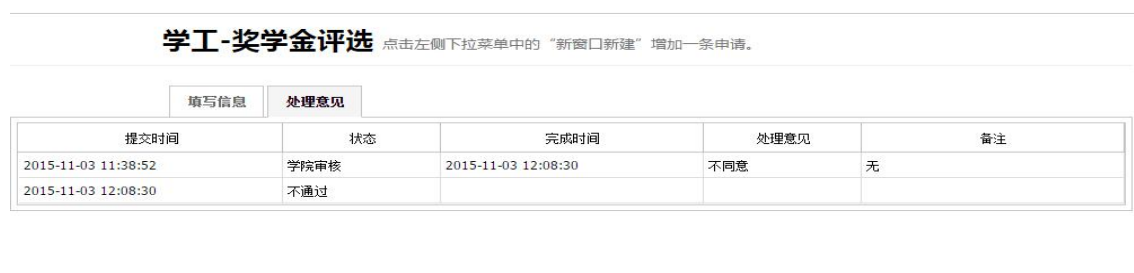 学工-奖学金评选 点击左侧下拉菜单中的“新窗口新建”增加一条申请。
填写信息 处理意见
提交时间 状态 完成时间 处理意见 备注
2015-11-03 11:38:52 学院审核 2015-11-03 12:08:30 不同意 无
2015-11-03 12:08:30 不通过